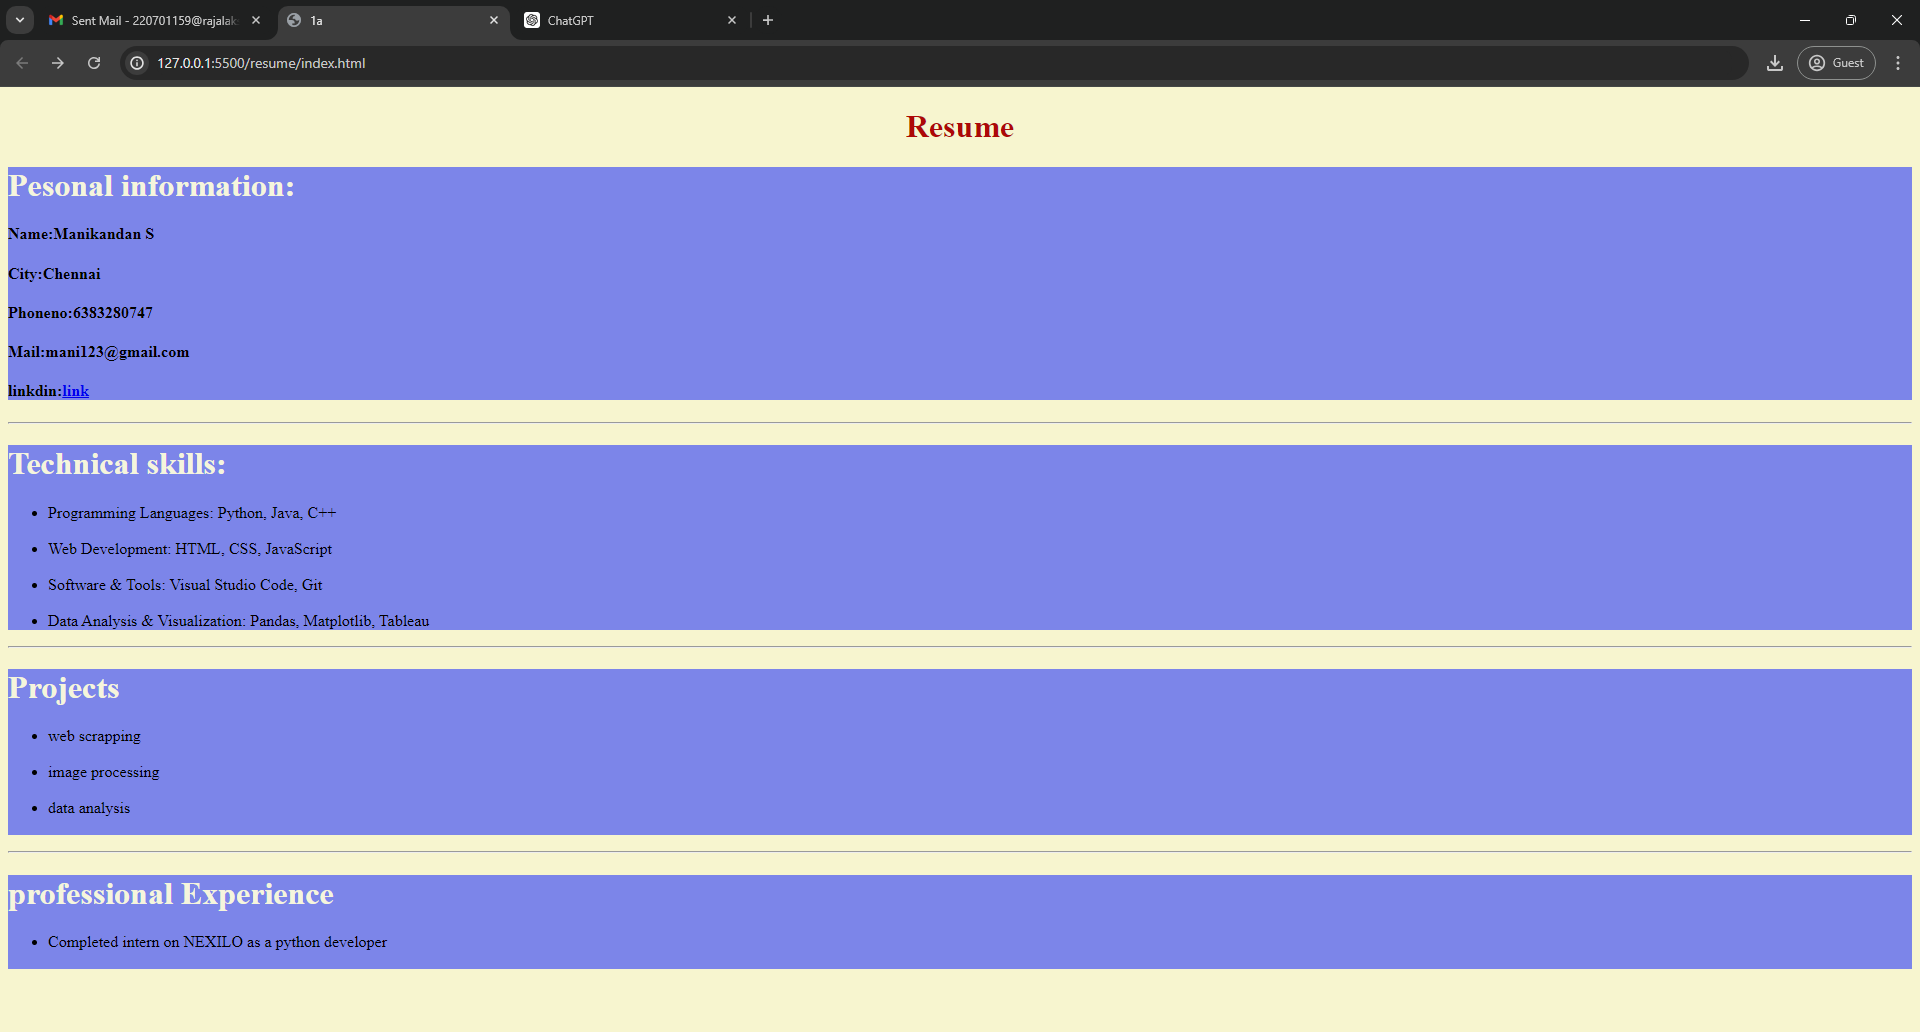 Sent Mail - 220701159@rajalak
1a
ChatGPT
127.0.0.1:5500/resume/index.html
Guest
Resume
Pesonal information:
Name:Manikandan S
City:Chennai
Phoneno:6383280747
Mail:mani123@gmail.com
linkdin:link
Technical skills:
Programming Languages: Python, Java, C++
Web Development: HTML, CSS, JavaScript
Software & Tools: Visual Studio Code, Git
Data Analysis & Visualization: Pandas, Matplotlib, Tableau
Projects
web scrapping
image processing
data analysis
professional Experience
Completed intern on NEXILO as a python developer